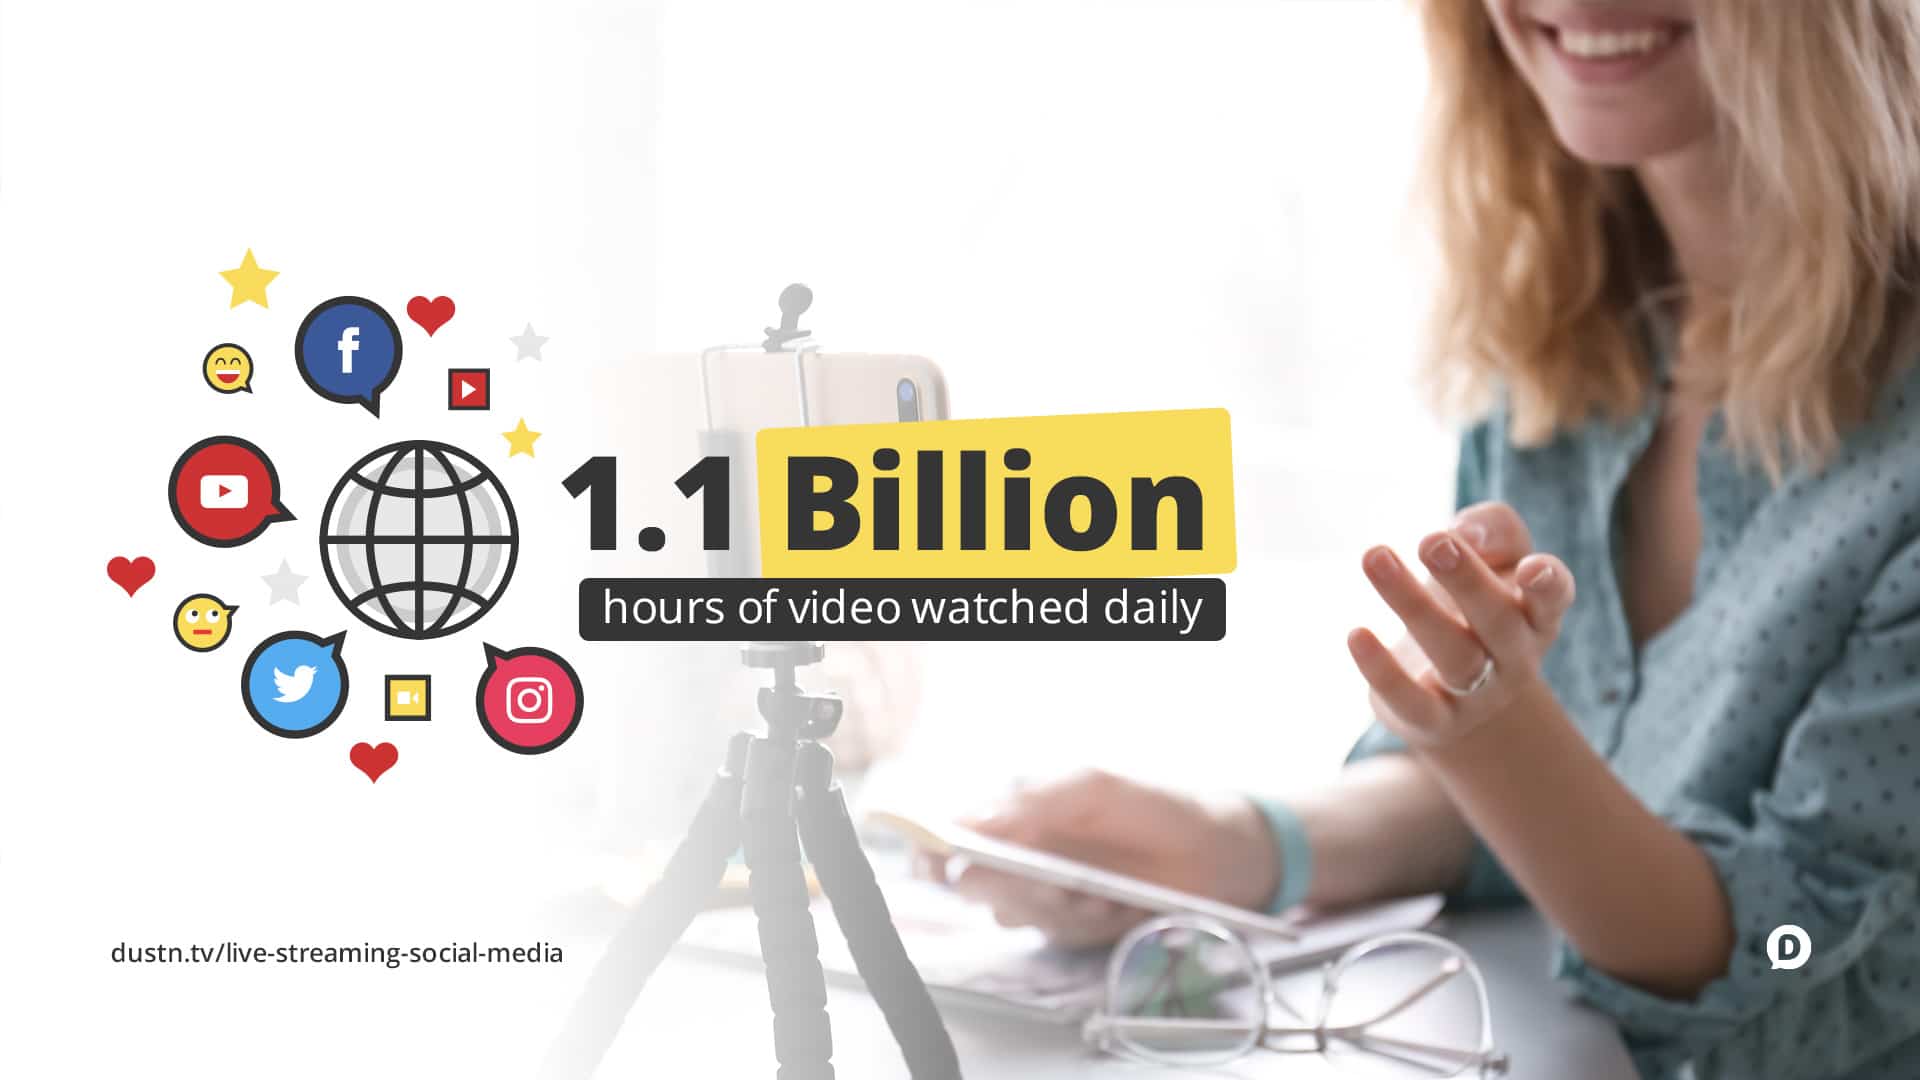 1.1 Billion
hours of video watched daily
dustn.tv/live-streaming-social-media
D